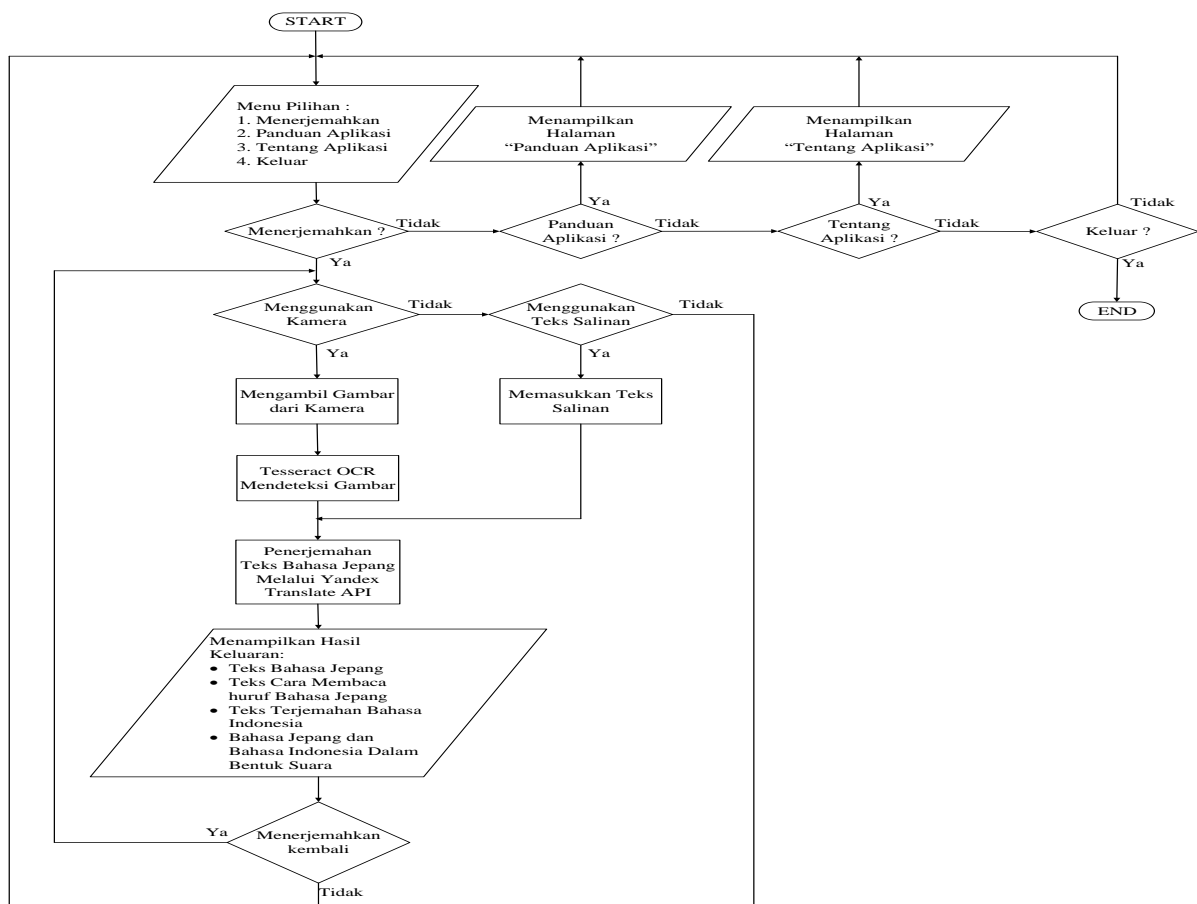 START
Menu Pilihan :
1. Menerjemahkan
2. Panduan Aplikasi
3. Tentang Aplikasi
4. Keluar
Menampilkan
Halaman
“Panduan Aplikasi”
Menampilkan
Halaman
“Tentang Aplikasi”
Menerjemahkan ?
Tidak
Ya
Panduan
Aplikasi ?
Ya
Tidak
Tentang
Aplikasi ?
Ya
Tidak
Keluar ?
Tidak
Ya
END
Menggunakan
Kamera
Tidak
Ya
Menggunakan
Teks Salinan
Tidak
Ya
Mengambil Gambar
dari Kamera
Memasukkan Teks
Salinan
Tesseract OCR
Mendeteksi Gambar
Penerjemahan
Teks Bahasa Jepang
Melalui Yandex
Translate API
Menampilkan Hasil
Keluaran:
• Teks Bahasa Jepang
• Teks Cara Membaca
huruf Bahasa Jepang
• Teks Terjemahan Bahasa
Indonesia
• Bahasa Jepang dan
Bahasa Indonesia Dalam
Bentuk Suara
Ya
Menerjemahkan
kembali
Tidak